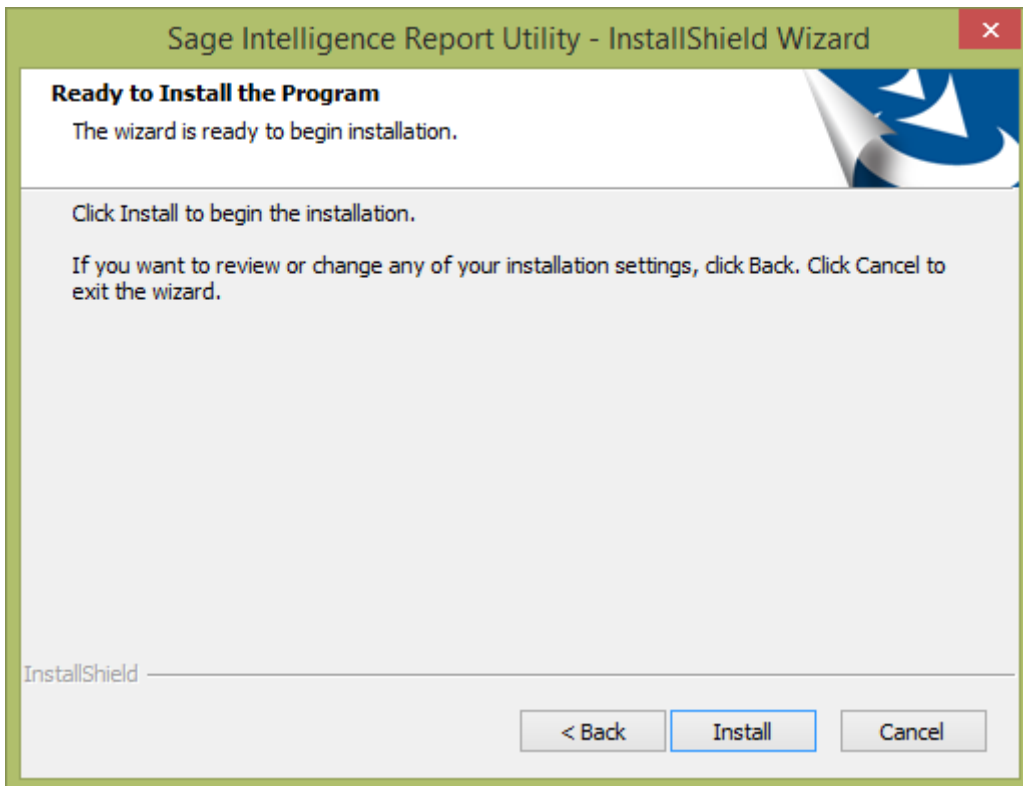 Sage Intelligence Report Utility - InstallShield Wizard
Ready to Install the Program
The wizard is ready to begin installation.
Click Install to begin the installation.
If you want to review or change any of your installation settings, click Back. Click Cancel to
exit the wizard.
InstallShield
< Back Install Cancel